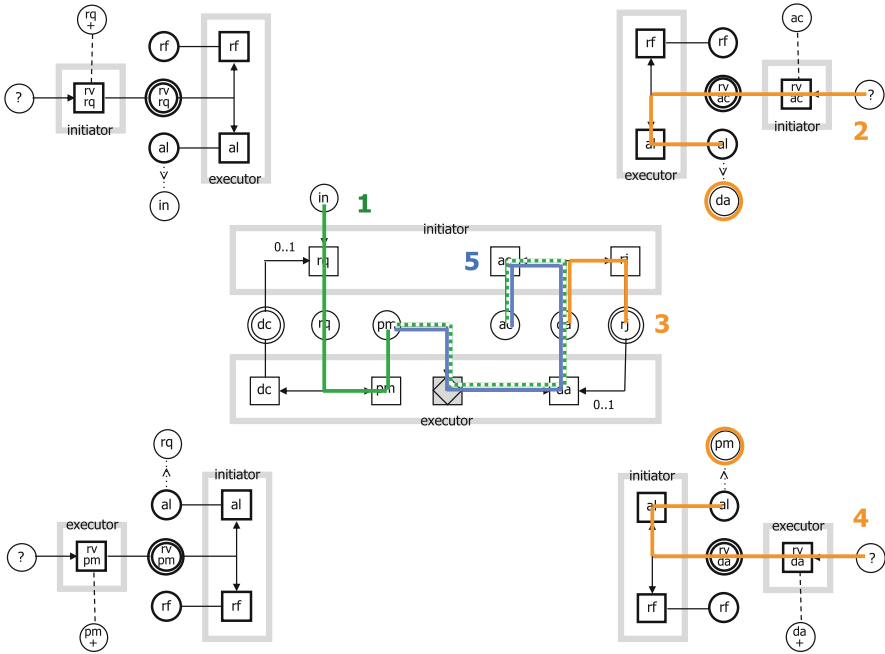 rq
+
rf
rf
rv
rq
rv
rq
?
initiator
al
al
executor
in
rf
rf
ac
rv
ac
rv
ac
?
initiator
2
al
al
executor
da
in
1
initiator
0..1
rq
5
ac
rj
dc
rq
pm
ac
da
rj
3
dc
pm
da
0..1
executor
rq
initiator
al
al
executor
rv
pm
rv
pm
?
rf
rf
pm
+
pm
initiator
al
al
4
executor
rv
da
rv
da
?
rf
rf
da
+